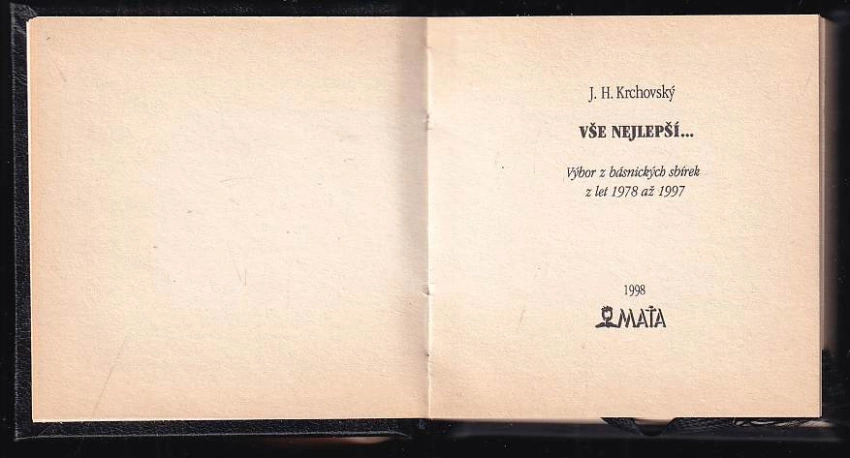 J. H. Krchovský
VŠE NEJLEPŠÍ...
Výbor z básnických sbírek
z let 1978 až 1997
1998
MAŤA